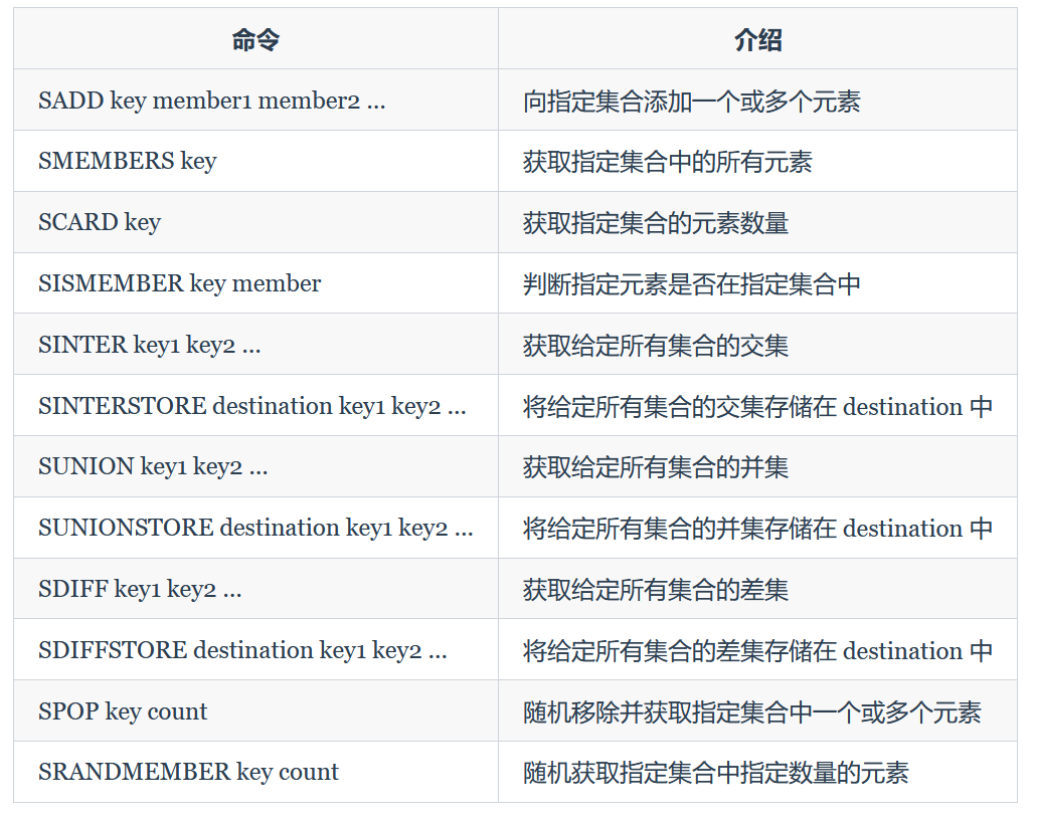 命令 介绍
SADD key member1 member2 ... 向指定集合添加一个或多个元素
SMEMBERS key 获取指定集合中的所有元素
SCARD key 获取指定集合的元素数量
SISMEMBER key member 判断指定元素是否在指定集合中
SINTER key1 key2 ... 获取给定所有集合的交集
SINTERSTORE destination key1 key2 ... 将给定所有集合的交集存储在 destination 中
SUNION key1 key2 ... 获取给定所有集合的并集
SUNIONSTORE destination key1 key2 ... 将给定所有集合的并集存储在 destination 中
SDIFF key1 key2 ... 获取给定所有集合的差集
SDIFFSTORE destination key1 key2 ... 将给定所有集合的差集存储在 destination 中
SPOP key count 随机移除并获取指定集合中一个或多个元素
SRANDMEMBER key count 随机获取指定集合中指定数量的元素